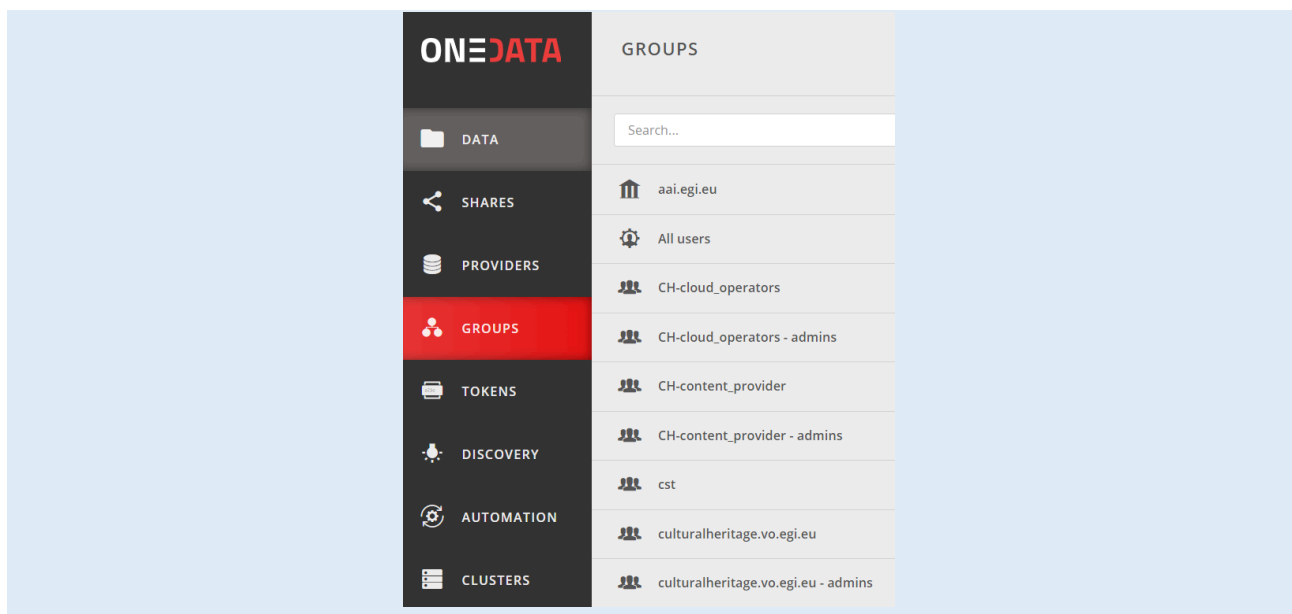 ONEDATA
DATA
SHARES
PROVIDERS
GROUPS
TOKENS
DISCOVERY
AUTOMATION
CLUSTERS
GROUPS
Search...
aai.egi.eu
All users
CH-cloud_operators
CH-cloud_operators - admins
CH-content_provider
CH-content_provider - admins
cst
culturalheritage.vo.egi.eu
culturalheritage.vo.egi.eu - admins